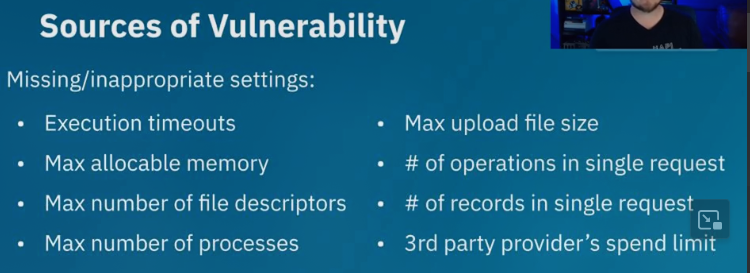 Sources of Vulnerability
Missing/inappropriate settings:
• Execution timeouts
• Max allocable memory
• Max number of file descriptors
• Max number of processes
• Max upload file size
• # of operations in single request
• # of records in single request
• 3rd party provider's spend limit